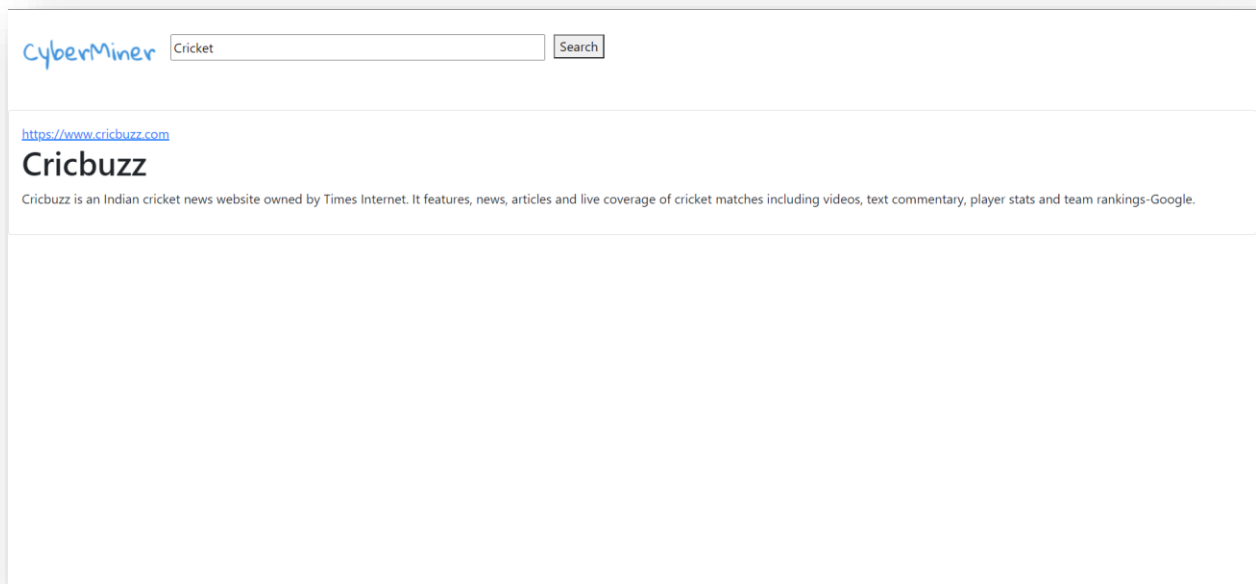 CyberMiner
Cricket
Search
https://www.cricbuzz.com
Cricbuzz
Cricbuzz is an Indian cricket news website owned by Times Internet. It features, news, articles and live coverage of cricket matches including videos, text commentary, player stats and team rankings-Google.